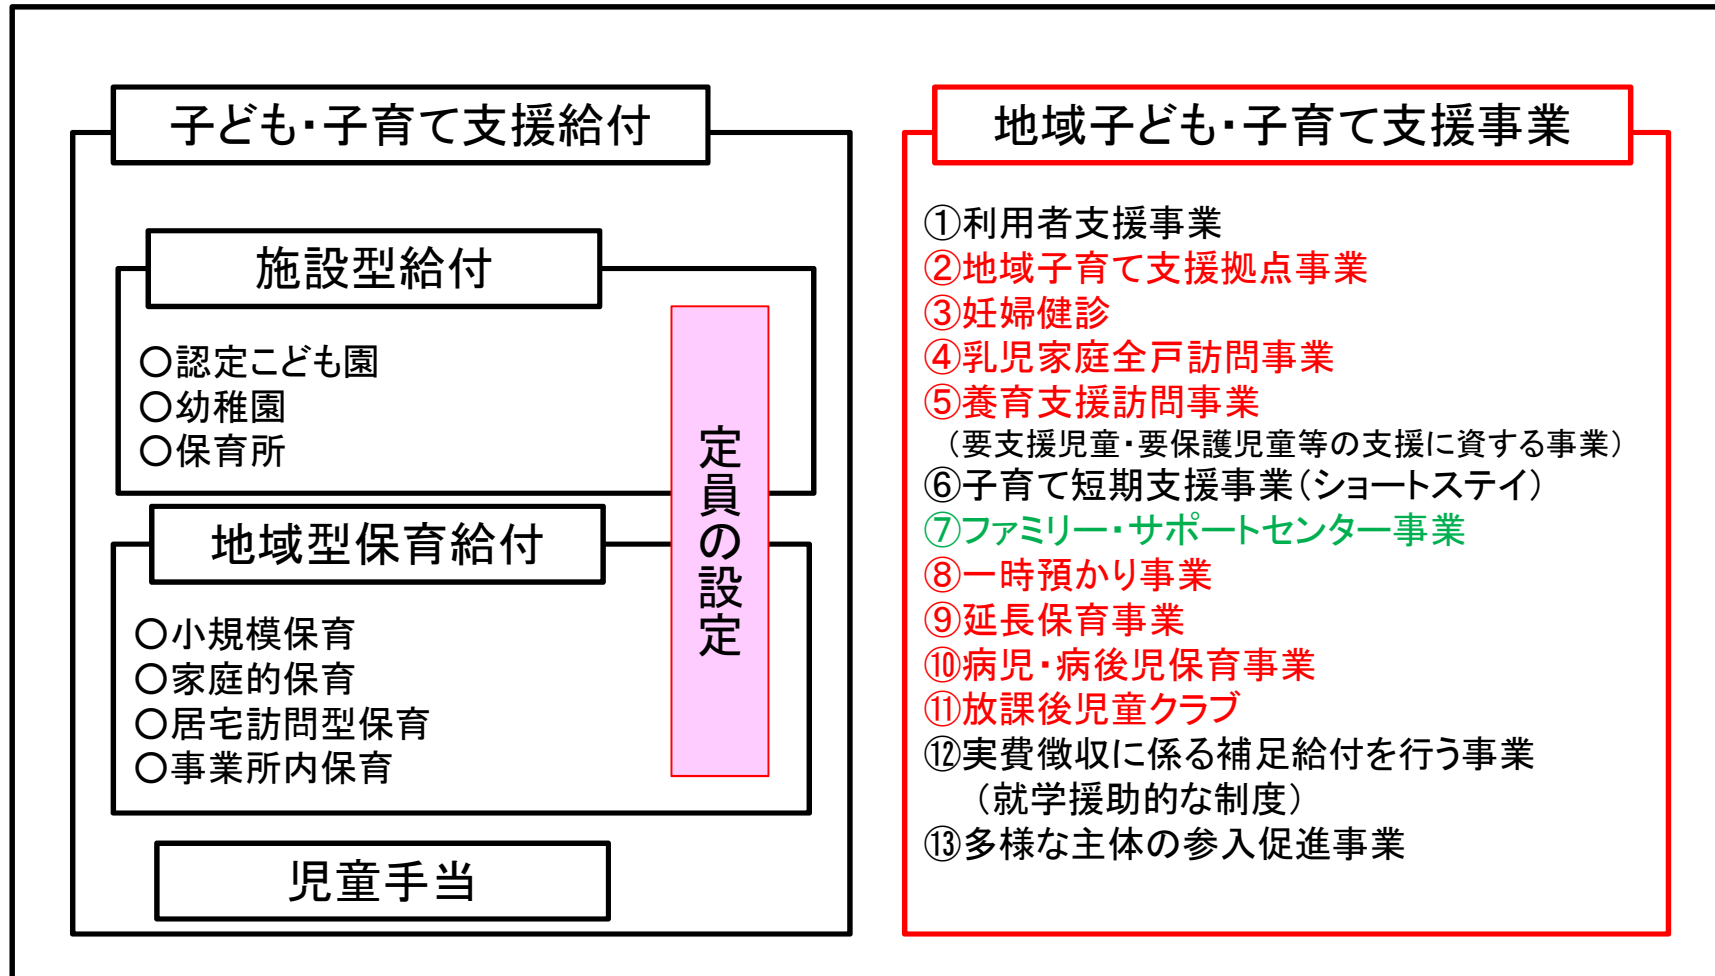 子ども・子育て支援給付
施設型給付
〇認定こども園
〇幼稚園
〇保育所
地域型保育給付
〇小規模保育
〇家庭的保育
〇居宅訪問型保育
〇事業所内保育
定員の設定
児童手当
地域子ども・子育て支援事業
①利用者支援事業
②地域子育て支援拠点事業
③妊婦健診
④乳児家庭全戸訪問事業
⑤養育支援訪問事業
（要支援児童・要保護児童等の支援に資する事業）
⑥子育て短期支援事業（ショートステイ）
⑦ファミリー・サポートセンター事業
⑧一時預かり事業
⑨延長保育事業
⑩病児・病後児保育事業
⑪放課後児童クラブ
⑫実費徴収に係る補足給付を行う事業
（就学援助的な制度）
⑬多様な主体の参入促進事業